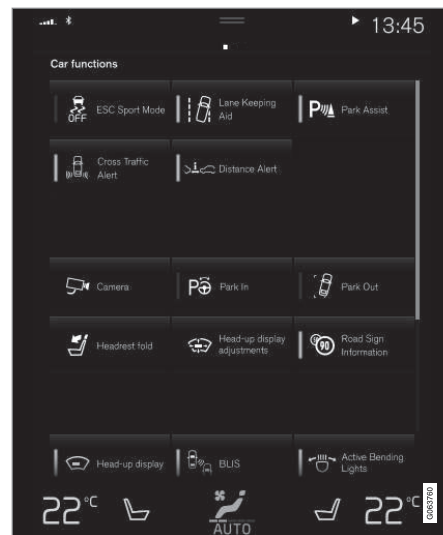 13:45
Car functions
OFF
ESC Sport Mode
Lane Keeping
Aid
P
Park Assist
Cross Traffic
Alert
Distance Alert
Camera
P
Park In
Park Out
Headrest fold
Head-up display
adjustments
90
Road Sign
Information
Head-up display
BLIS
Active Bending
Lights
22°C
AUTO
22°C
G063760